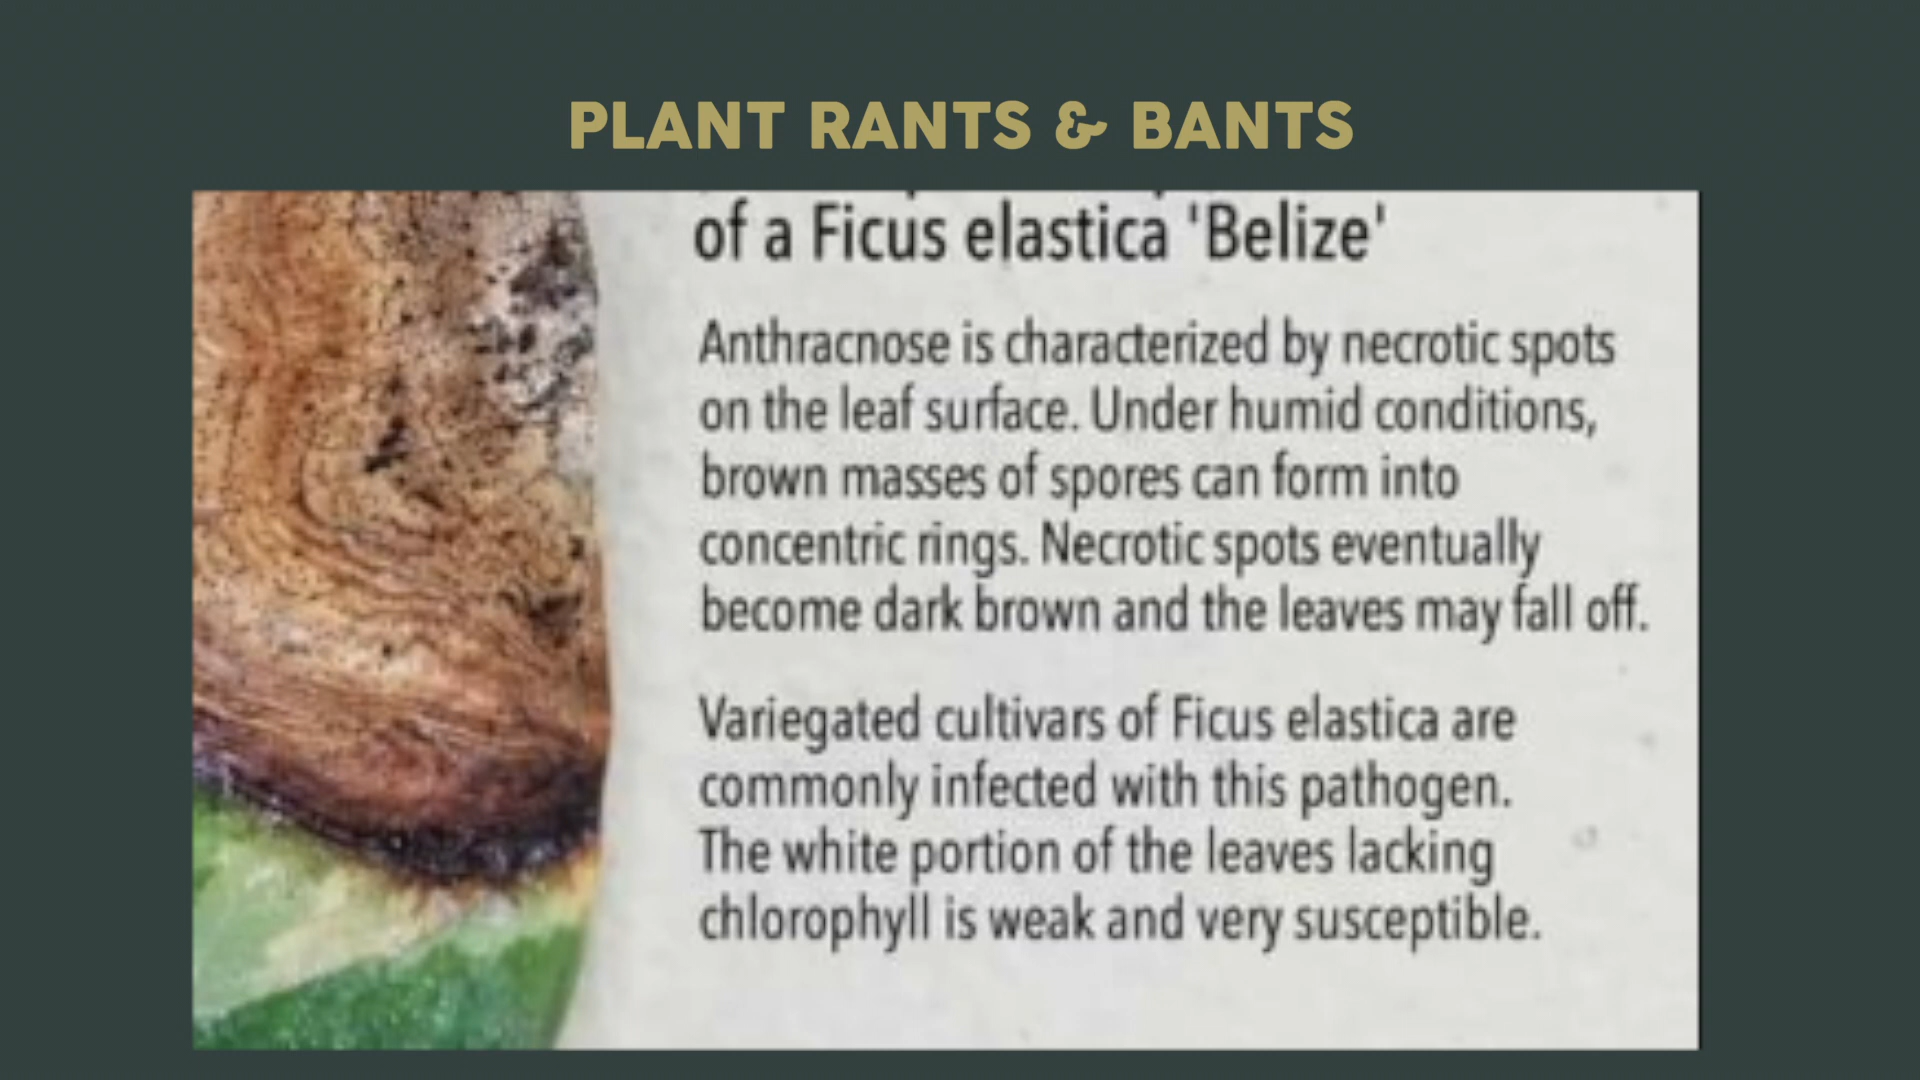 PLANT RANTS & BANTS
of a Ficus elastica 'Belize'
Anthracnose is characterized by necrotic spots
on the leaf surface. Under humid conditions,
brown masses of spores can form into
concentric rings. Necrotic spots eventually
become dark brown and the leaves may fall off.
Variegated cultivars of Ficus elastica are
commonly infected with this pathogen.
The white portion of the leaves lacking
chlorophyll is weak and very susceptible.